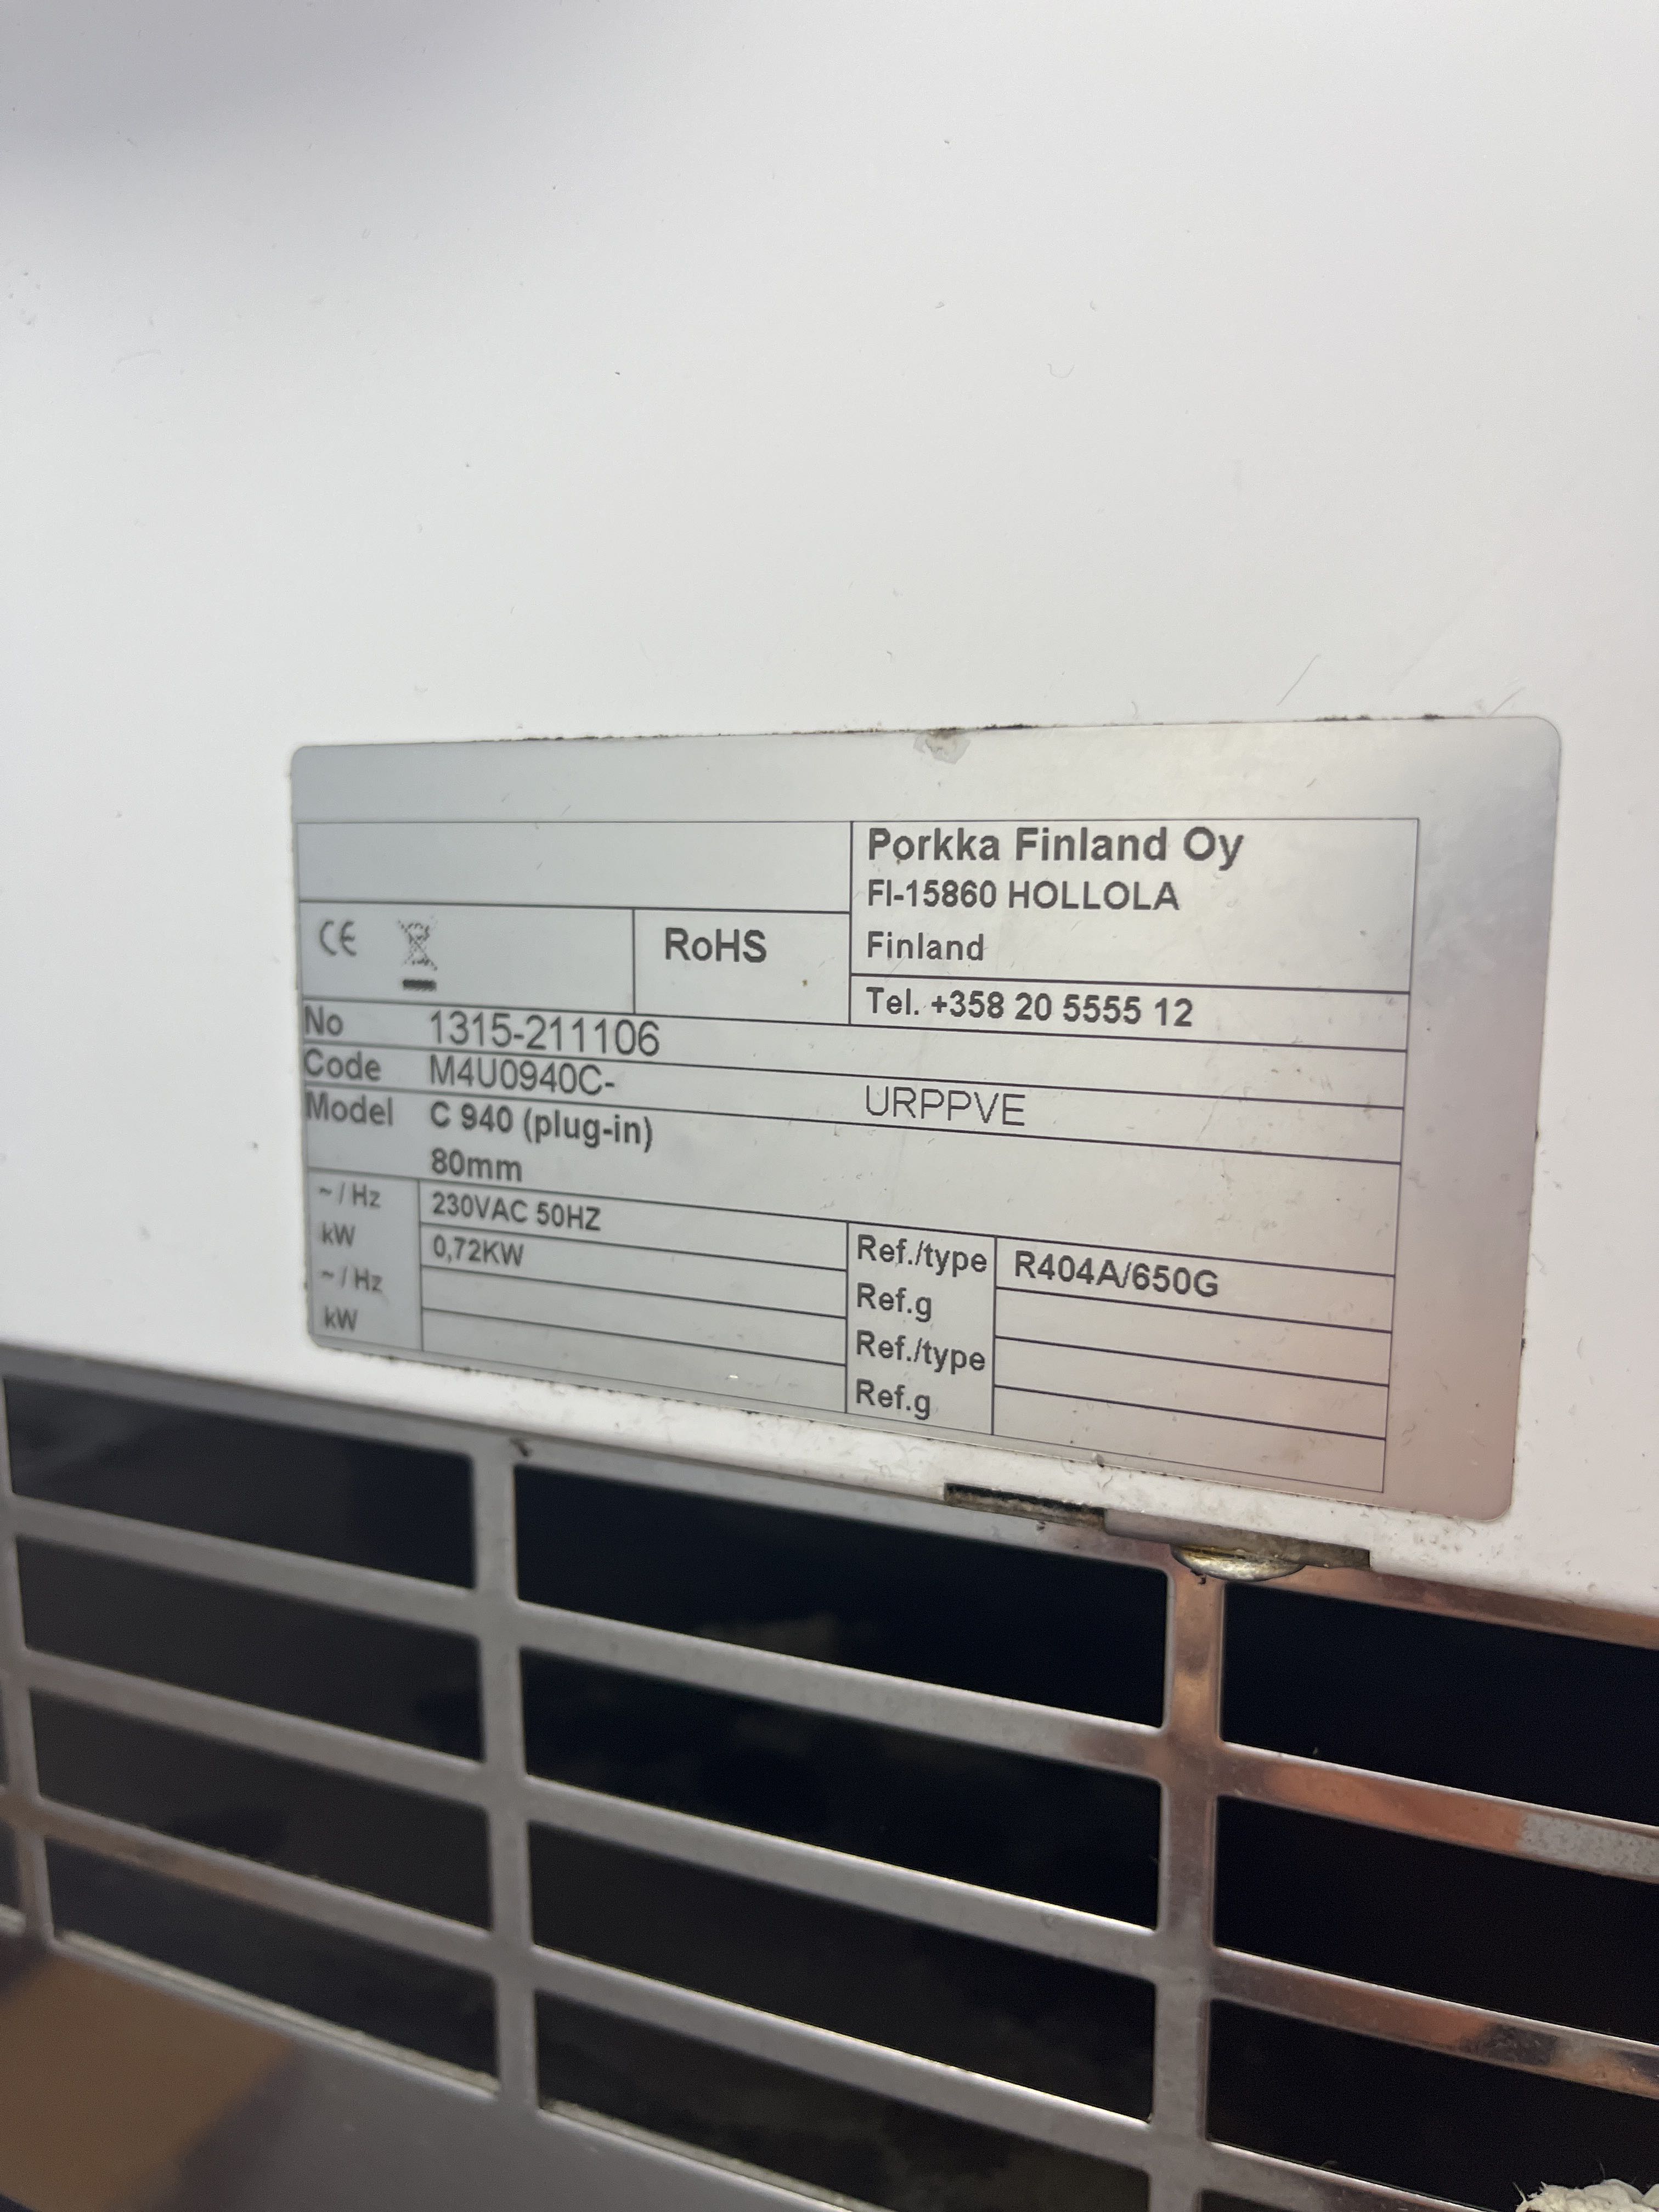 Porkka Finland Oy
FI-15860 HOLLOLA
Finland
CE
RoHS
Tel. +358 20 5555 12
No 1315-211106
Code M4U0940C- URPPVE
Model C 940 (plug-in)
80mm
~ / Hz 230VAC 50HZ
kW 0,72KW
~ / Hz
kW
Ref./type R404A/650G
Ref.g
Ref./type
Ref.g